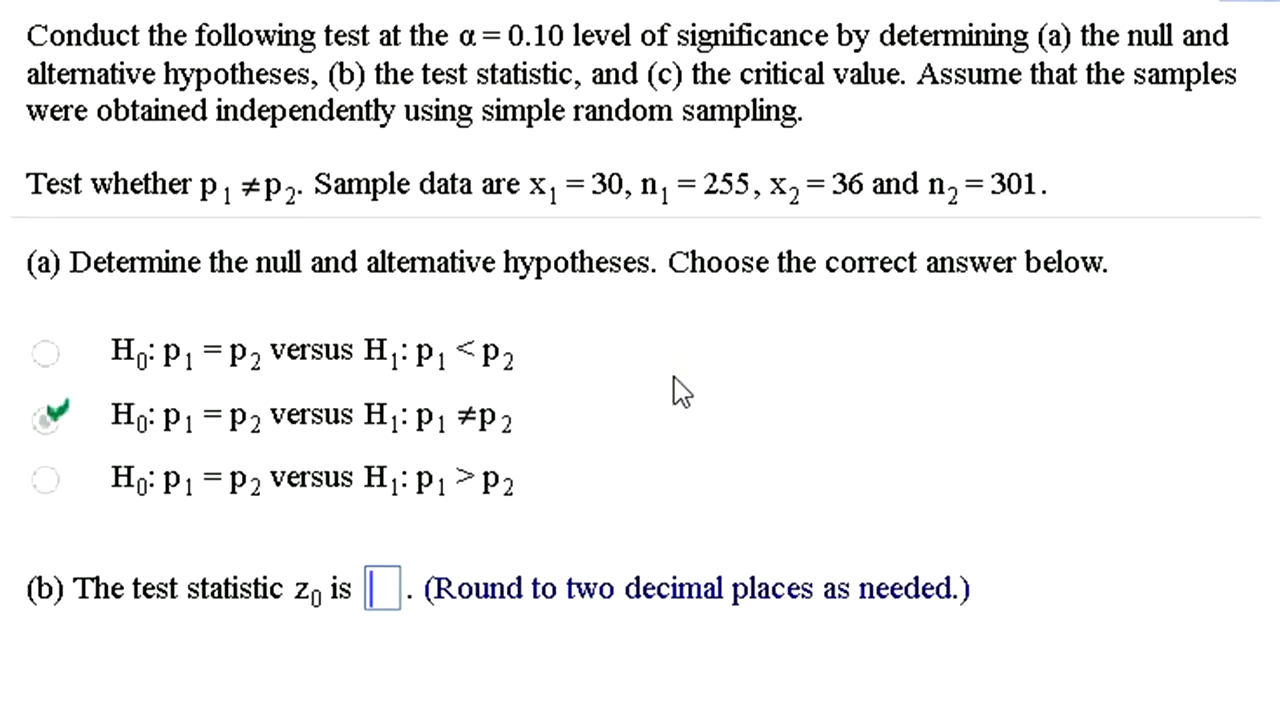 Conduct the following test at the α = 0.10 level of significance by determining (a) the null and
alternative hypotheses, (b) the test statistic, and (c) the critical value. Assume that the samples
were obtained independently using simple random sampling.
Test whether p₁ ≠ p₂. Sample data are x₁ = 30, n₁ = 255, x₂ = 36 and n₂ = 301.
(a) Determine the null and alternative hypotheses. Choose the correct answer below.
H₀: p₁ = p₂ versus H₁: p₁ < p₂
H₀: p₁ = p₂ versus H₁: p₁ ≠ p₂
H₀: p₁ = p₂ versus H₁: p₁ > p₂
(b) The test statistic z₀ is . (Round to two decimal places as needed.)